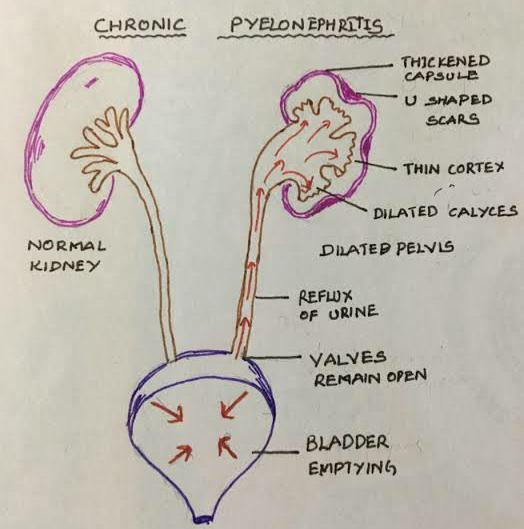 CHRONIC PYELONEPHRITIS
THICKENED
CAPSULE
U SHAPED
SCARS
THIN CORTEX
DILATED CALYCES
NORMAL
KIDNEY
DILATED PELVIS
REFLUX
OF URINE
VALVES
REMAIN OPEN
BLADDER
EMPTYING